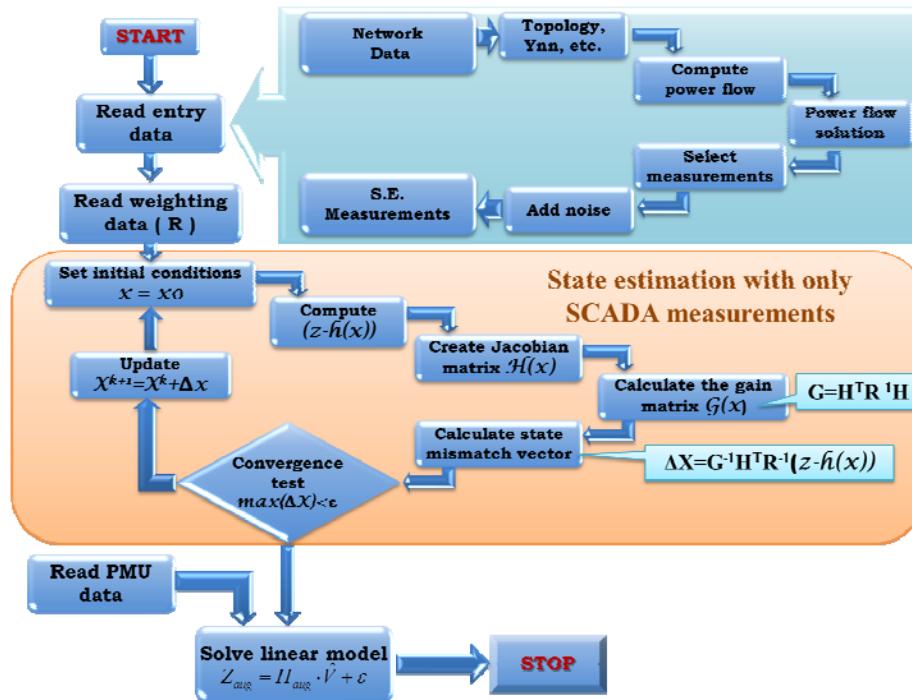 START
Read entry
data
Read weighting
data ( R )
Network
Data
Topology,
Ynn, etc.
Compute
power flow
Power flow
solution
Select
measurements
Add noise
S.E.
Measurements
State estimation with only
SCADA measurements
Set initial conditions
x = x0
Compute
(z-h(x))
Create Jacobian
matrix H(x)
Calculate the gain
matrix G(x)
G=HᵀR⁻¹H
Calculate state
mismatch vector
ΔX=G⁻¹HᵀR⁻¹(z-h(x))
Convergence
test
max(ΔX)<ε
Update
Xᵏ⁺¹=Xᵏ+Δx
Read PMU
data
Solve linear model
Z_aug = H_aug · V̂ + ε
STOP